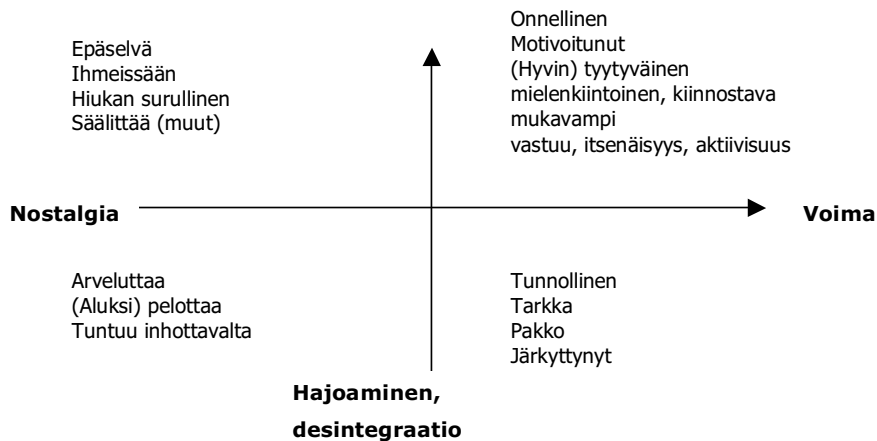 Epäselvä
Ihmeissään
Hiukan surullinen
Säälittää (muut)
Onnellinen
Motivoitunut
(Hyvin) tyytyväinen
mielenkiintoinen, kiinnostava
mukavampi
vastuu, itsenäisyys, aktiivisuus
Nostalgia
Voima
Arveluttaa
(Aluksi) pelottaa
Tuntuu inhottavalta
Tunnollinen
Tarkka
Pakko
Järkyttynyt
Hajoaminen,
desintegraatio